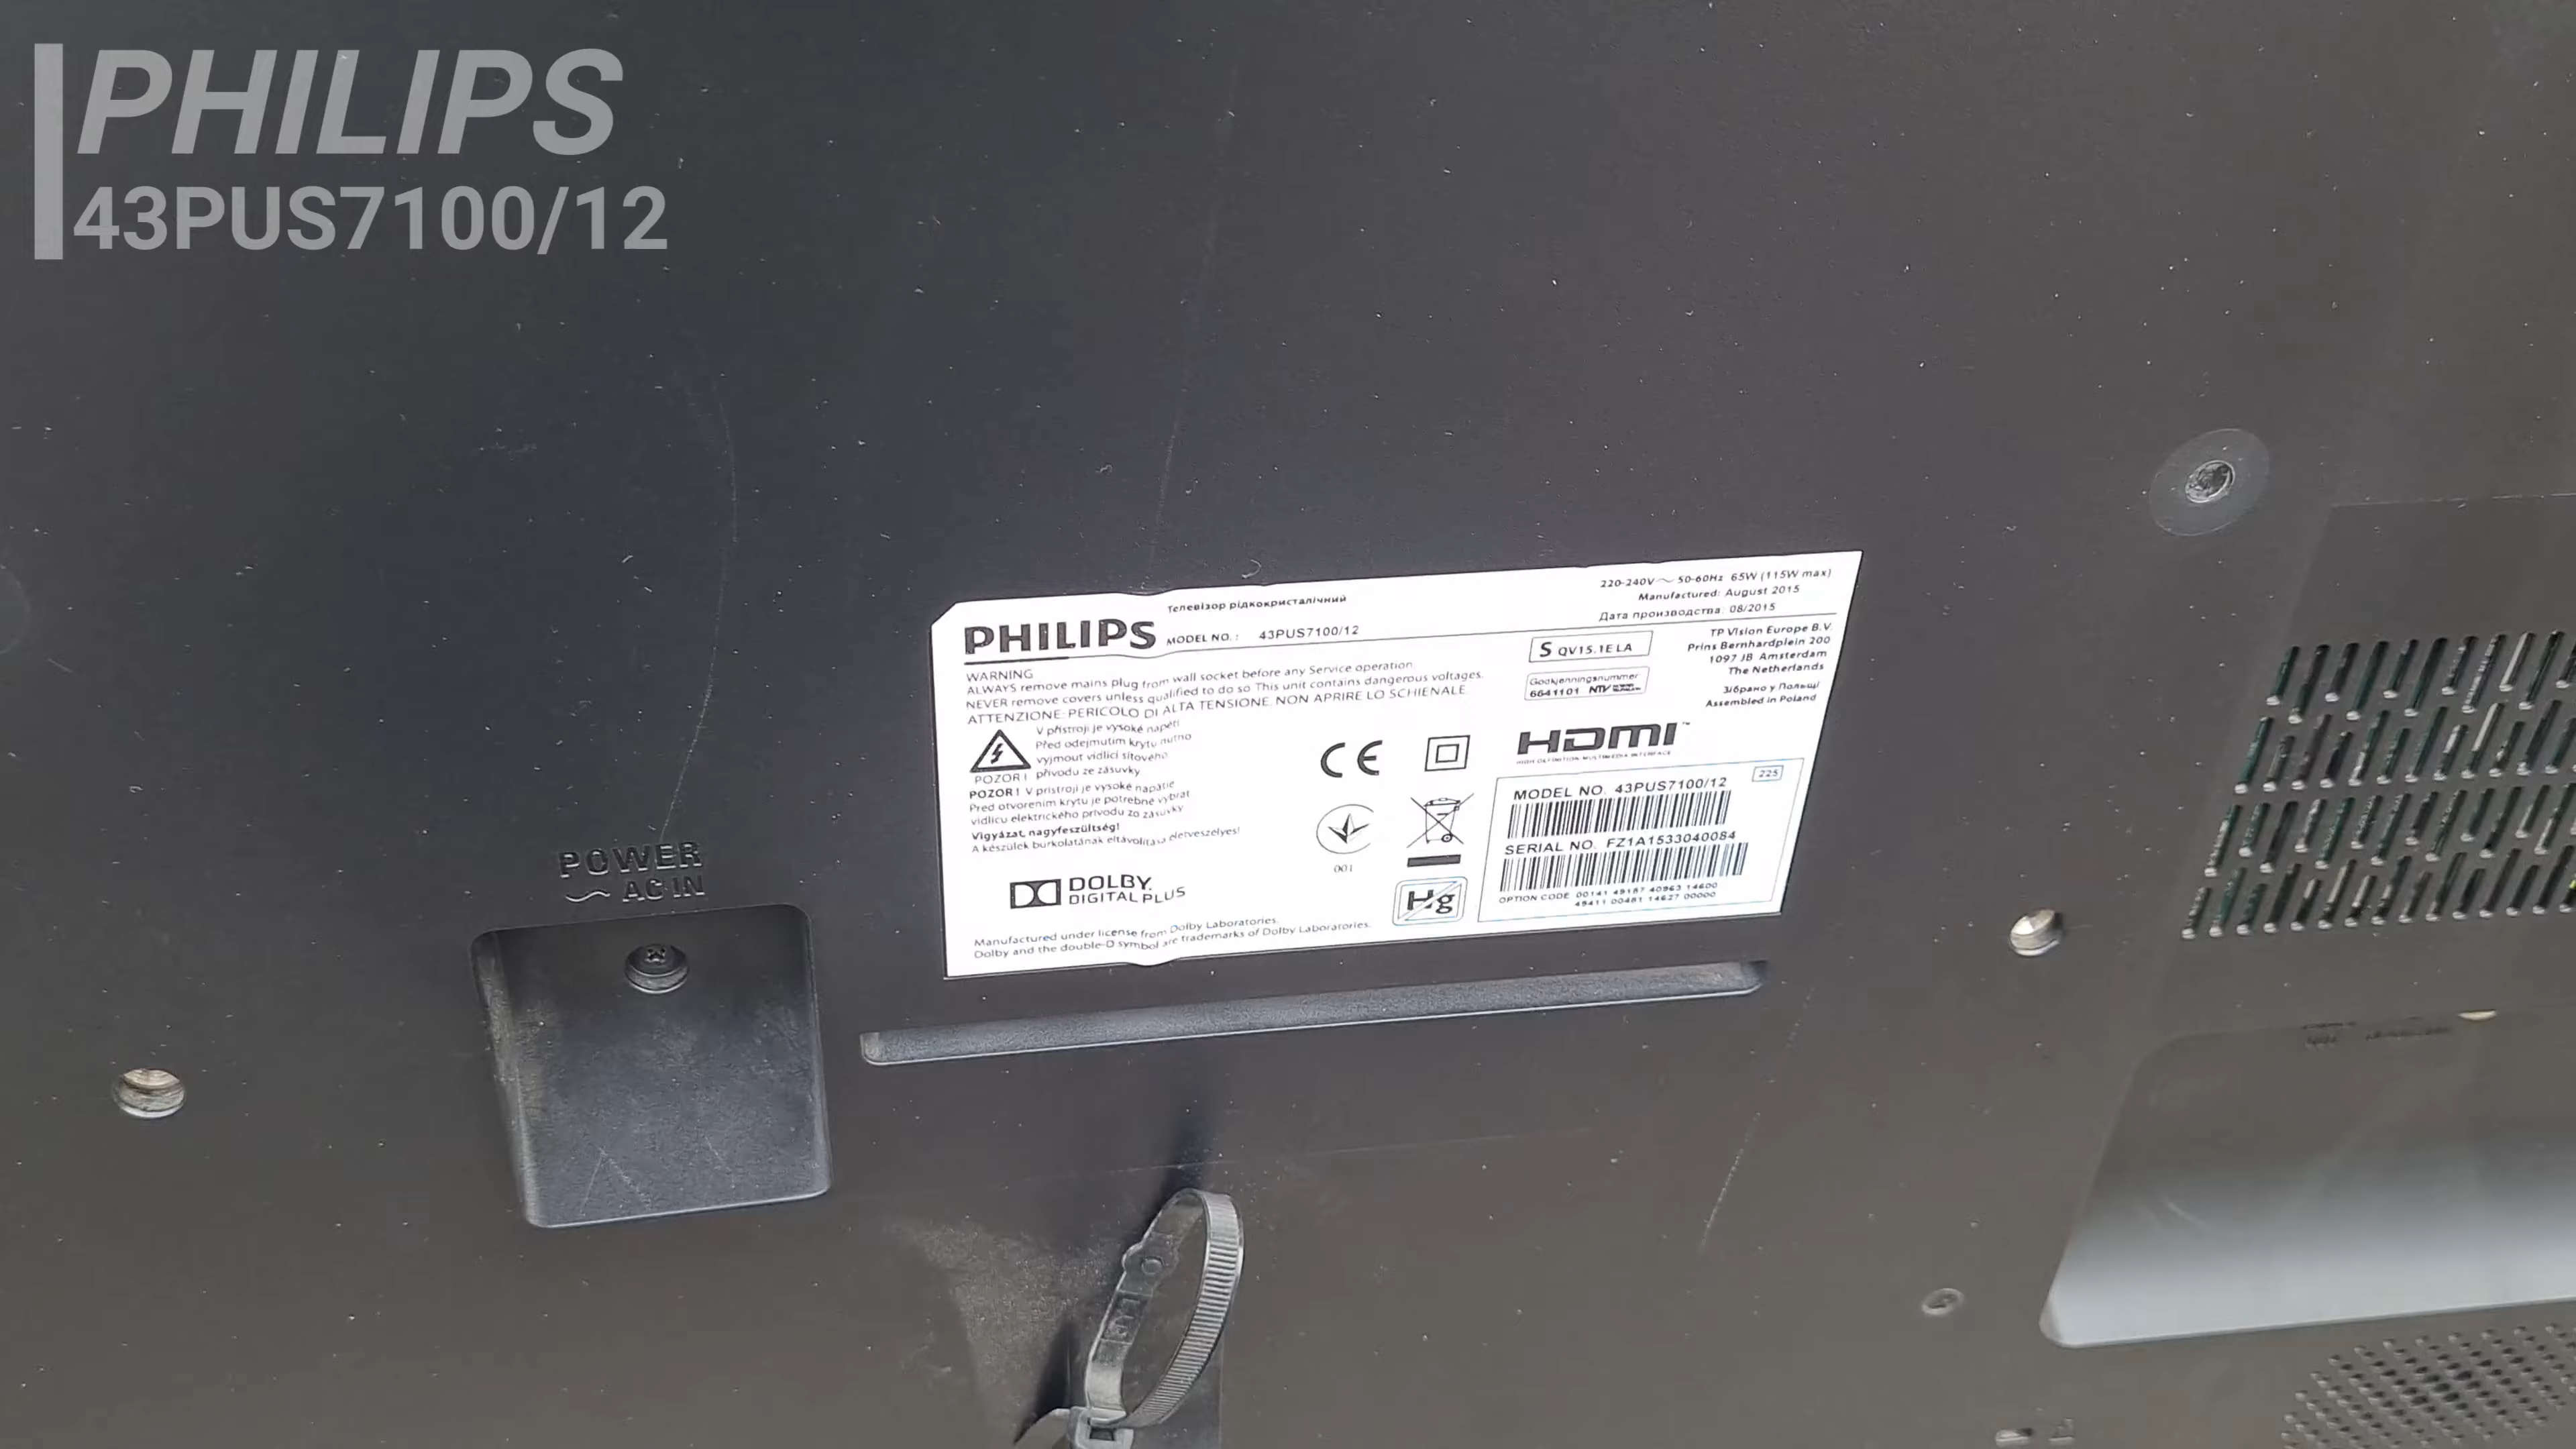 PHILIPS
43PUS7100/12
Телевізор рідкокристалічний
PHILIPS MODEL NO.: 43PUS7100/12
220-240V ~ 50-60Hz 65W (115W max)
Manufactured: August 2015
Дата производства: 08/2015
S QV15.1E LA
TP Vision Europe B.V.
Prins Bernhardplein 200
1097 JB Amsterdam
The Netherlands
Godkjenningsnummer
6641101 NTV
Зібрано у Польщі
Assembled in Poland
WARNING
ALWAYS remove mains plug from wall socket before any Service operation.
NEVER remove covers unless qualified to do so This unit contains dangerous voltages.
ATTENZIONE: PERICOLO DI ALTA TENSIONE. NON APRIRE LO SCHIENALE.
V přístroji je vysoké napětí
Před odejmutím krytu nutno
vyjmout vidlici síťového
POZOR! přívodu ze zásuvky
POZOR! V prístroji je vysoké napätie
Pred otvorením krytu je potrebné vybrať
vidlicu elektrického prívodu zo zásuvky
Vigyázat, nagyfeszültség!
A készülék burkolatának eltávolítása életveszélyes!
CE
HDMI™
HIGH DEFINITION MULTIMEDIA INTERFACE
001
Hg
225
MODEL NO. 43PUS7100/12
SERIAL NO. FZ1A1533040084
OPTION CODE 00141 49187 40963 14600
49411 00481 14627 00000
DOLBY.
DIGITAL PLUS
Manufactured under license from Dolby Laboratories.
Dolby and the double-D symbol are trademarks of Dolby Laboratories.
POWER
~ AC IN